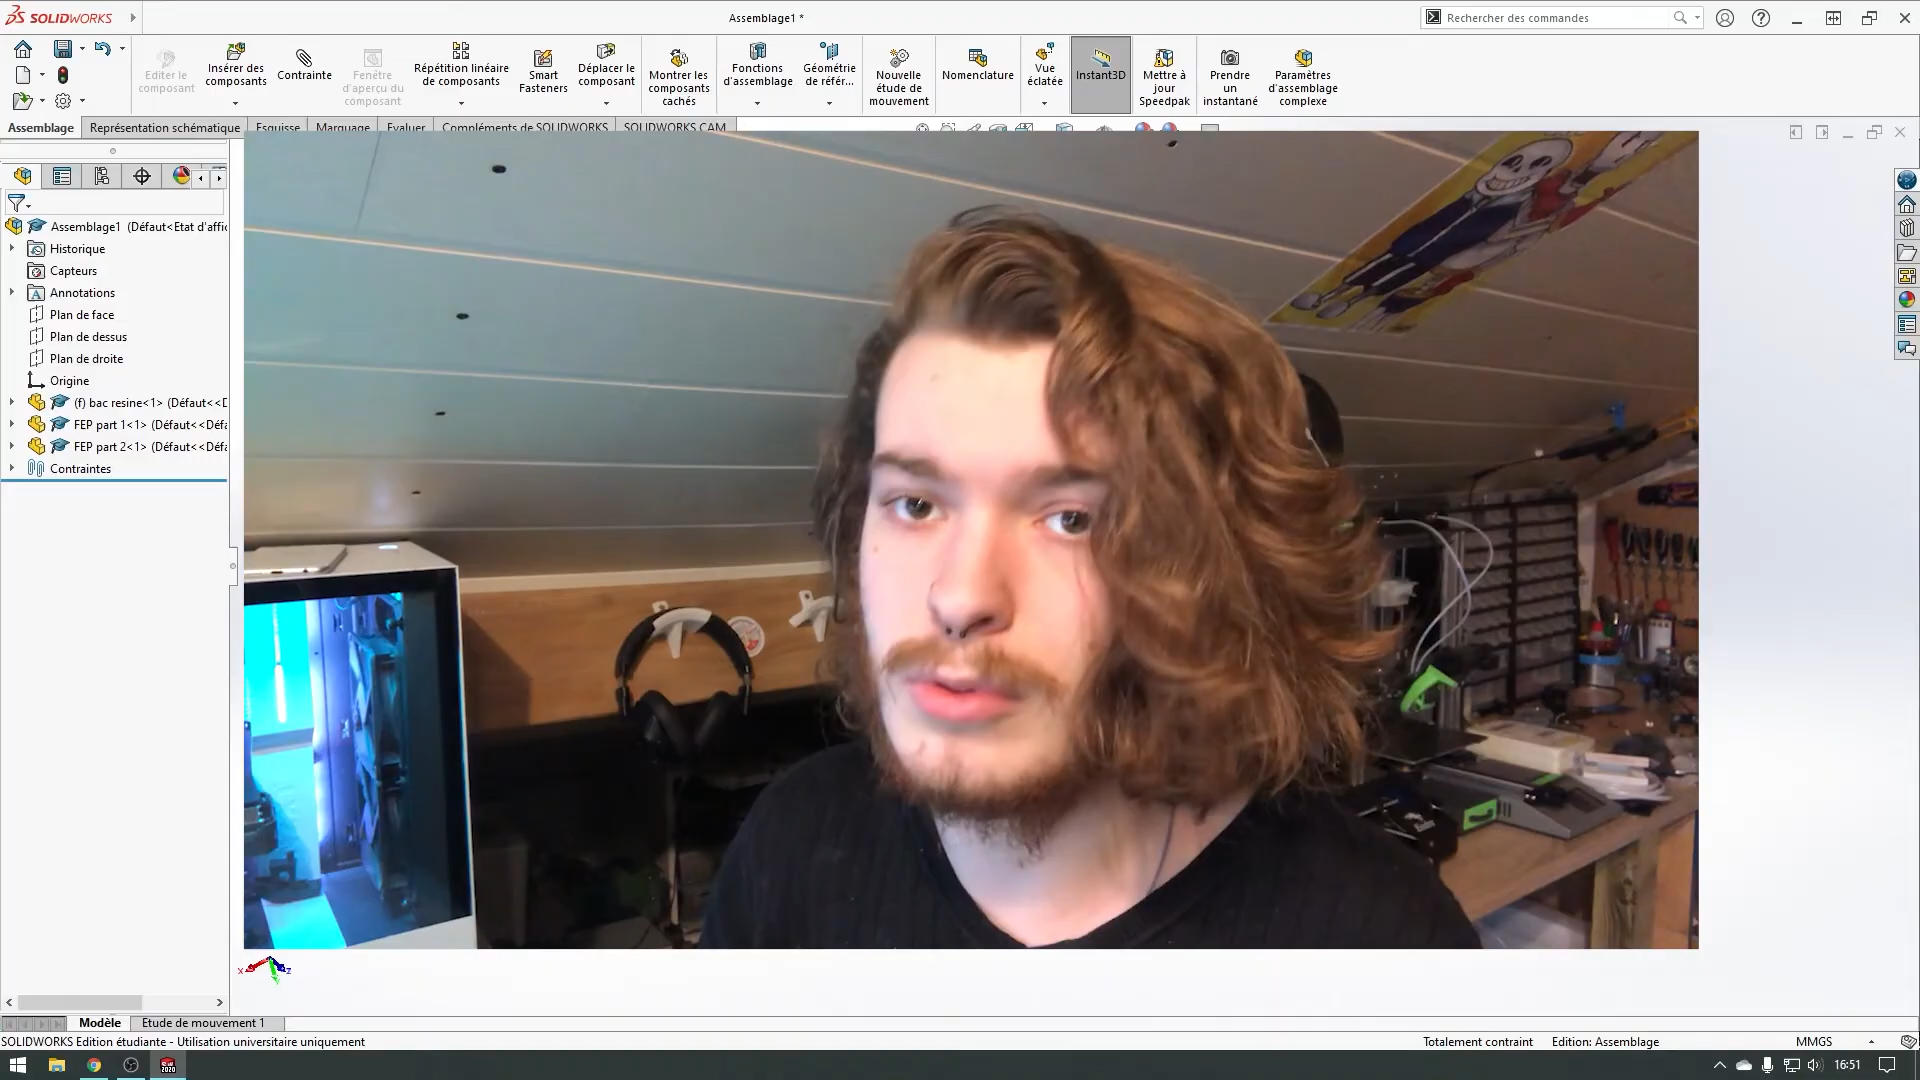 SOLIDWORKS
Assemblage1 *
Rechercher des commandes
Editer le composant
Insérer des composants
Contrainte
Fenêtre d'aperçu du composant
Répétition linéaire de composants
Smart Fasteners
Déplacer le composant
Montrer les composants cachés
Fonctions d'assemblage
Géométrie de référ...
Nouvelle étude de mouvement
Nomenclature
Vue éclatée
Instant3D
Mettre à jour Speedpak
Prendre un instantané
Paramètres d'assemblage complexe
Assemblage
Représentation schématique
Esquisse
Marquage
Evaluer
Compléments de SOLIDWORKS
SOLIDWORKS CAM
Assemblage1 (Défaut<Etat d'affi
Historique
Capteurs
Annotations
Plan de face
Plan de dessus
Plan de droite
Origine
(f) bac resine<1> (Défaut<<D
FEP part 1<1> (Défaut<<Défa
FEP part 2<1> (Défaut<<Défa
Contraintes
Modèle
Etude de mouvement 1
SOLIDWORKS Edition étudiante - Utilisation universitaire uniquement
Totalement contraint
Edition: Assemblage
MMGS
16:51